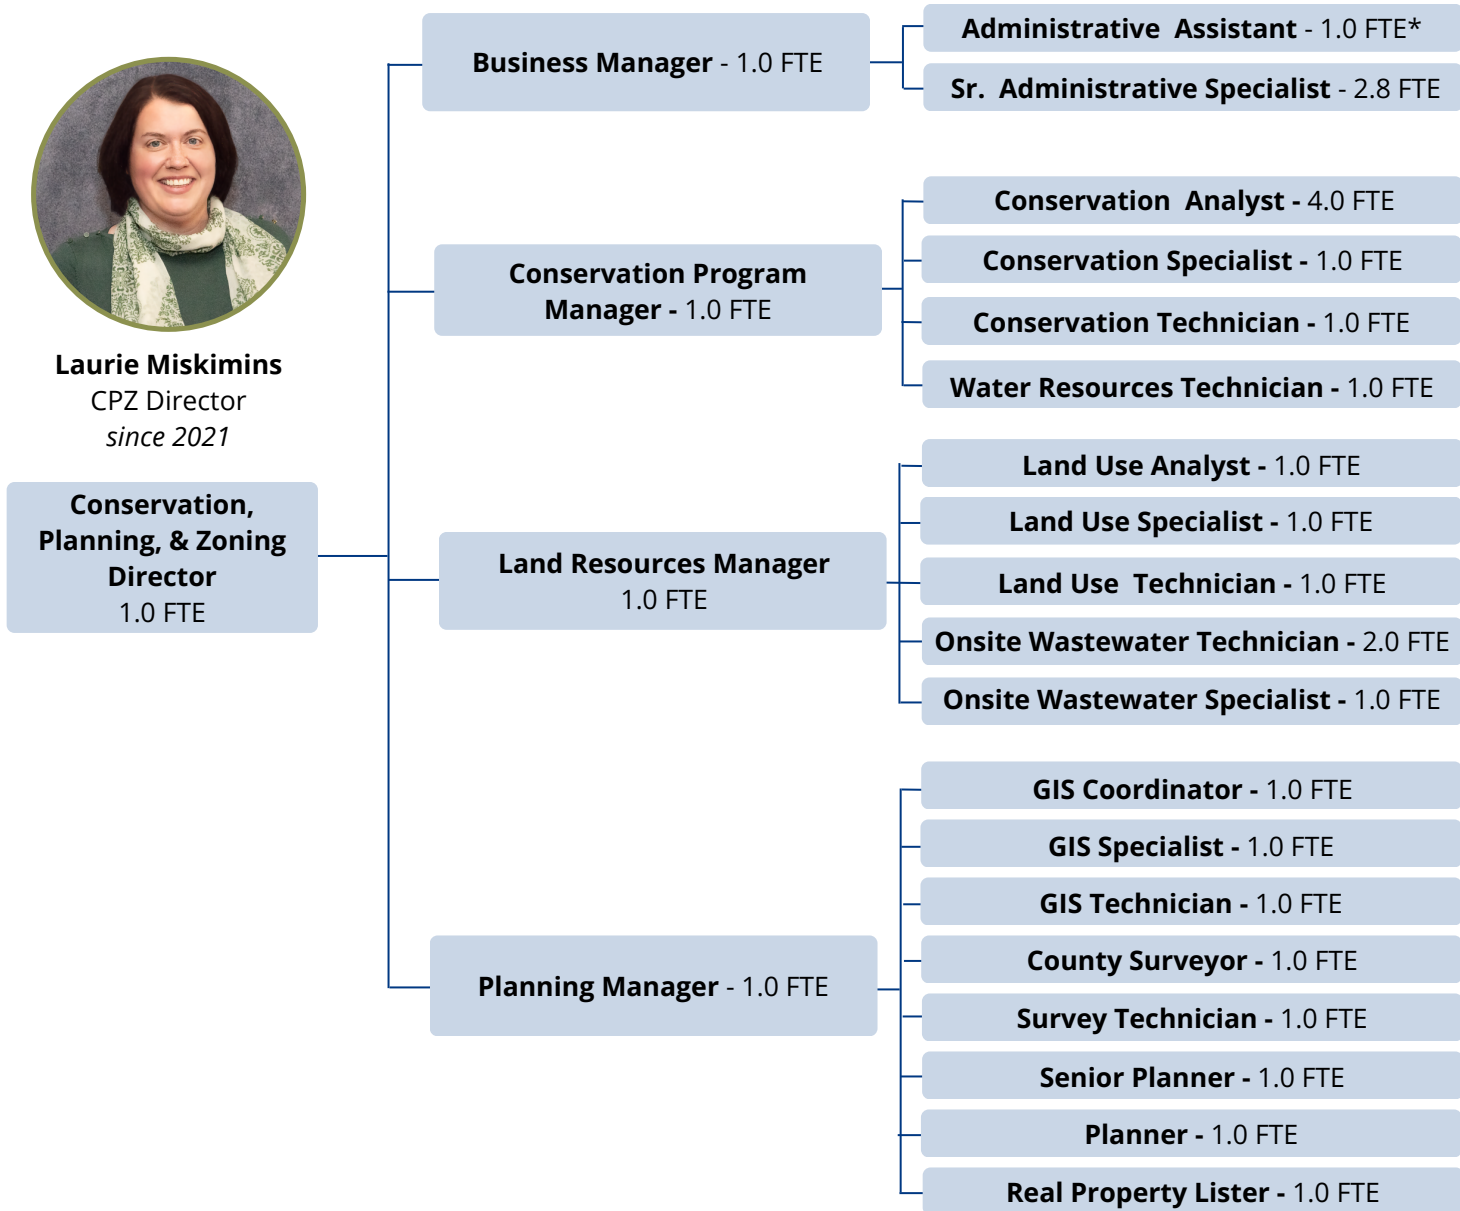 Laurie Miskimins
CPZ Director
since 2021
Conservation,
Planning, & Zoning
Director
1.0 FTE
Business Manager - 1.0 FTE
Administrative Assistant - 1.0 FTE*
Sr. Administrative Specialist - 2.8 FTE
Conservation Program
Manager - 1.0 FTE
Conservation Analyst - 4.0 FTE
Conservation Specialist - 1.0 FTE
Conservation Technician - 1.0 FTE
Water Resources Technician - 1.0 FTE
Land Resources Manager
1.0 FTE
Land Use Analyst - 1.0 FTE
Land Use Specialist - 1.0 FTE
Land Use Technician - 1.0 FTE
Onsite Wastewater Technician - 2.0 FTE
Onsite Wastewater Specialist - 1.0 FTE
Planning Manager - 1.0 FTE
GIS Coordinator - 1.0 FTE
GIS Specialist - 1.0 FTE
GIS Technician - 1.0 FTE
County Surveyor - 1.0 FTE
Survey Technician - 1.0 FTE
Senior Planner - 1.0 FTE
Planner - 1.0 FTE
Real Property Lister - 1.0 FTE